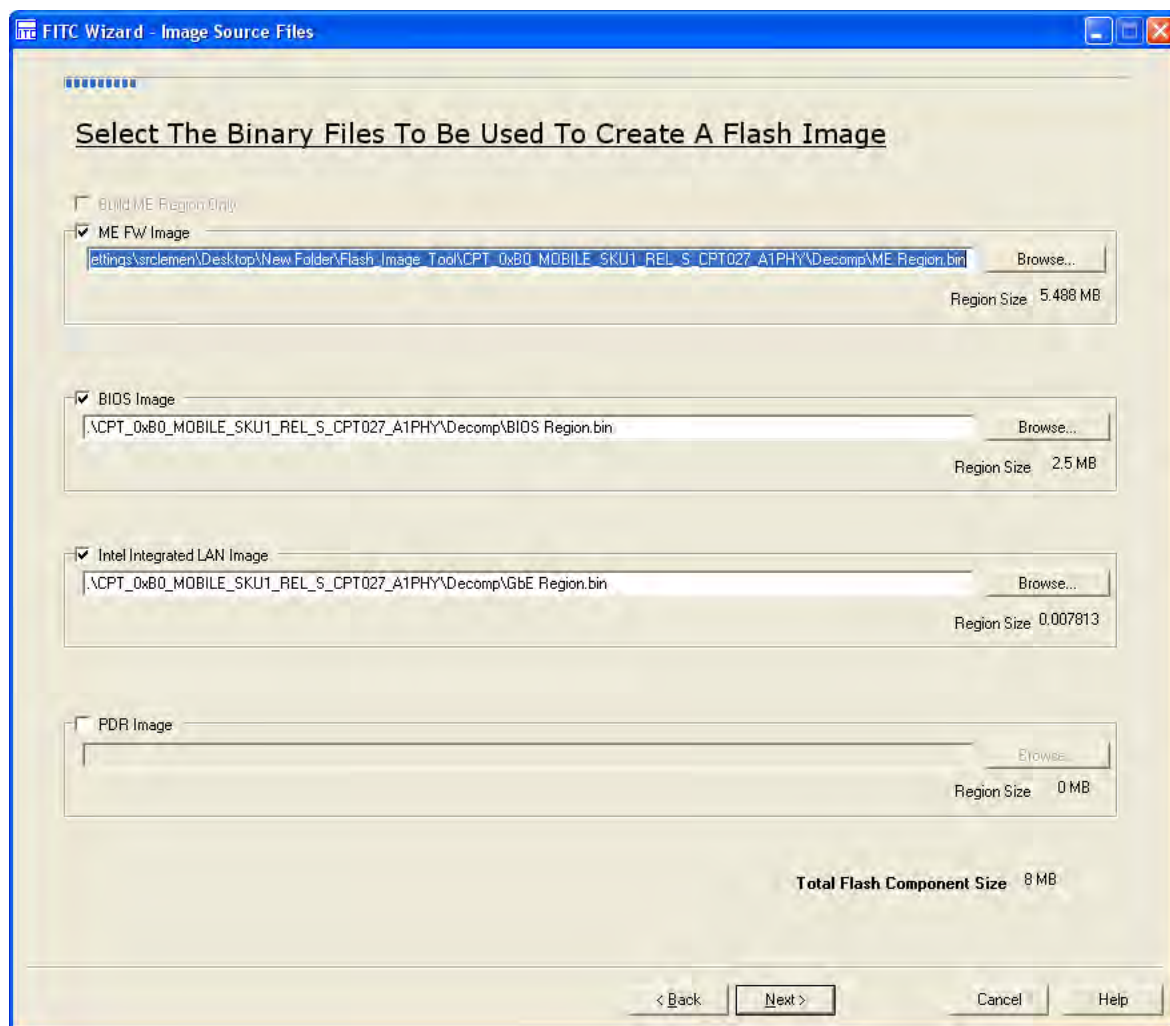 ITC FITC Wizard - Image Source Files
Select The Binary Files To Be Used To Create A Flash Image
Build ME Region Only
ME FW Image
ettings\srclemen\Desktop\New Folder\Flash_Image_Tool\CPT_0xB0_MOBILE_SKU1_REL_S_CPT027_A1PHY\Decomp\ME Region.bin Browse...
Region Size 5.488 MB
BIOS Image
.\CPT_0xB0_MOBILE_SKU1_REL_S_CPT027_A1PHY\Decomp\BIOS Region.bin Browse...
Region Size 2.5 MB
Intel Integrated LAN Image
.\CPT_0xB0_MOBILE_SKU1_REL_S_CPT027_A1PHY\Decomp\GbE Region.bin Browse...
Region Size 0.007813
PDR Image
Browse...
Region Size 0 MB
Total Flash Component Size 8 MB
< Back Next > Cancel Help